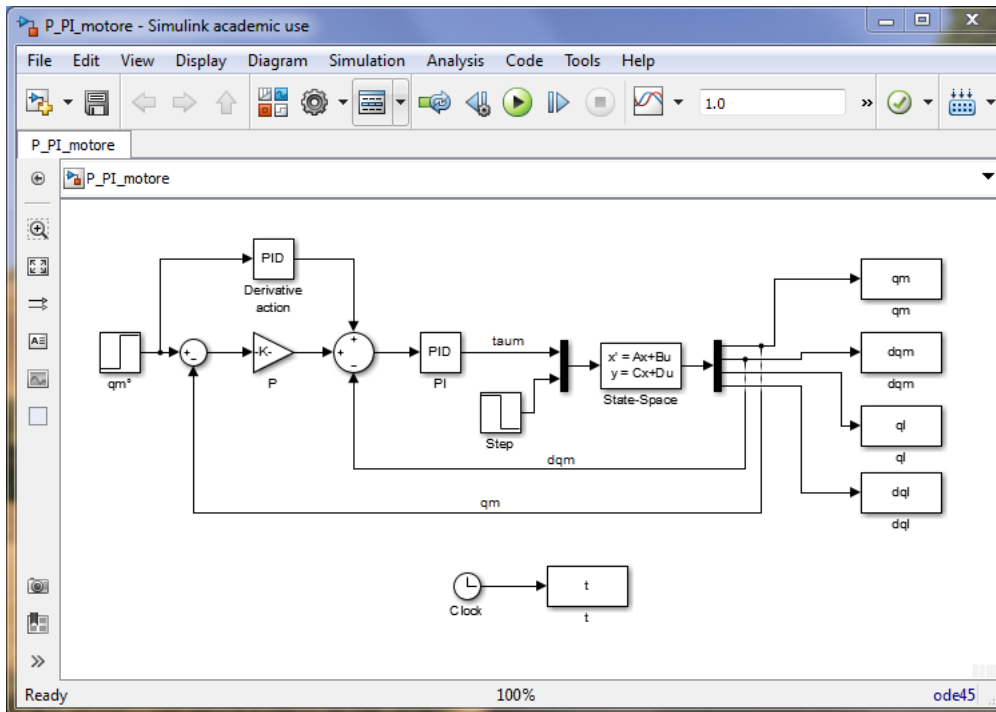 P_PI_motore - Simulink academic use
File Edit View Display Diagram Simulation Analysis Code Tools Help
1.0 »
P_PI_motore
P_PI_motore
PID
Derivative
action
qm°
-K-
P
PID
PI
taum
Step
x' = Ax+Bu
y = Cx+Du
State-Space
qm
qm
dqm
dqm
ql
ql
dql
dql
dqm
qm
Clock
t
t
Ready 100% ode45